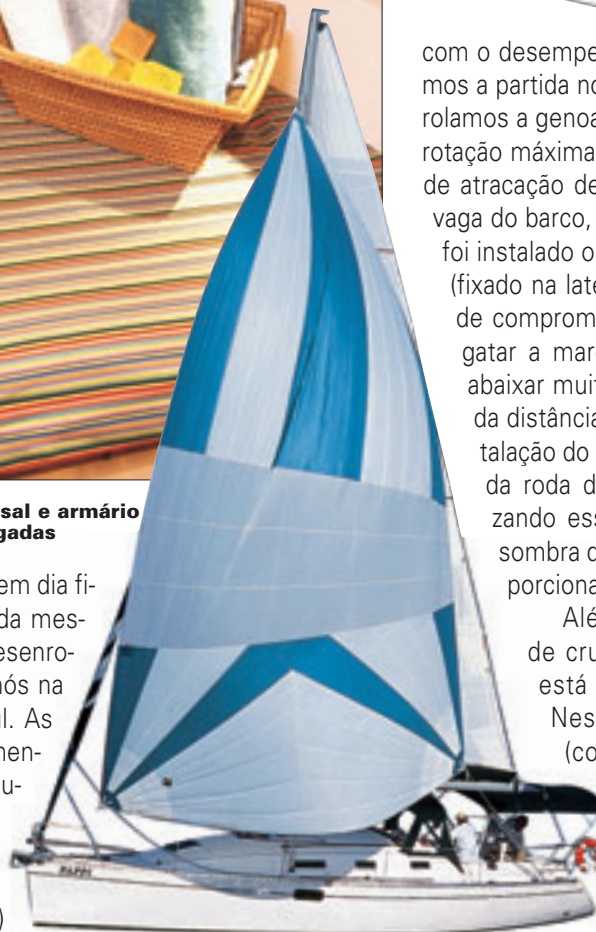 sal e armário
gadas
em dia fi-
da mes-
esenro-
nós na
l. As
nen-
u-
)
com o desempe
mos a partida no
rolamos a genoa
rotação máxima
de atracação de
vaga do barco,
foi instalado o
(fixado na late
de comprom
gatar a mar
abaixar mui
da distância
talação do
da roda d
zando ess
sombra d
porciona
Alé
de cru
está
Nes
(co